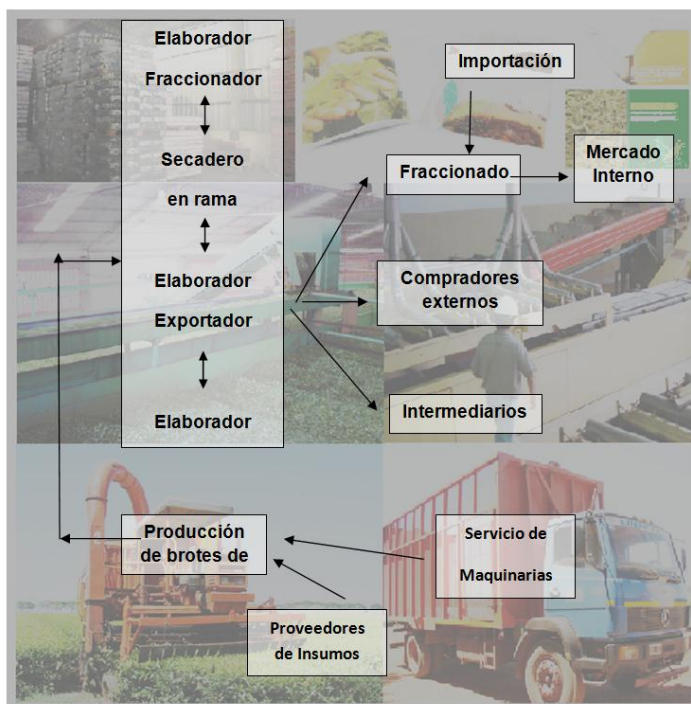 Elaborador
Fraccionador
Secadero
en rama
Elaborador
Exportador
Elaborador
Importación
Fraccionado
Mercado
Interno
Compradores
externos
Intermediarios
Producción
de brotes de
Servicio de
Maquinarias
Proveedores
de Insumos